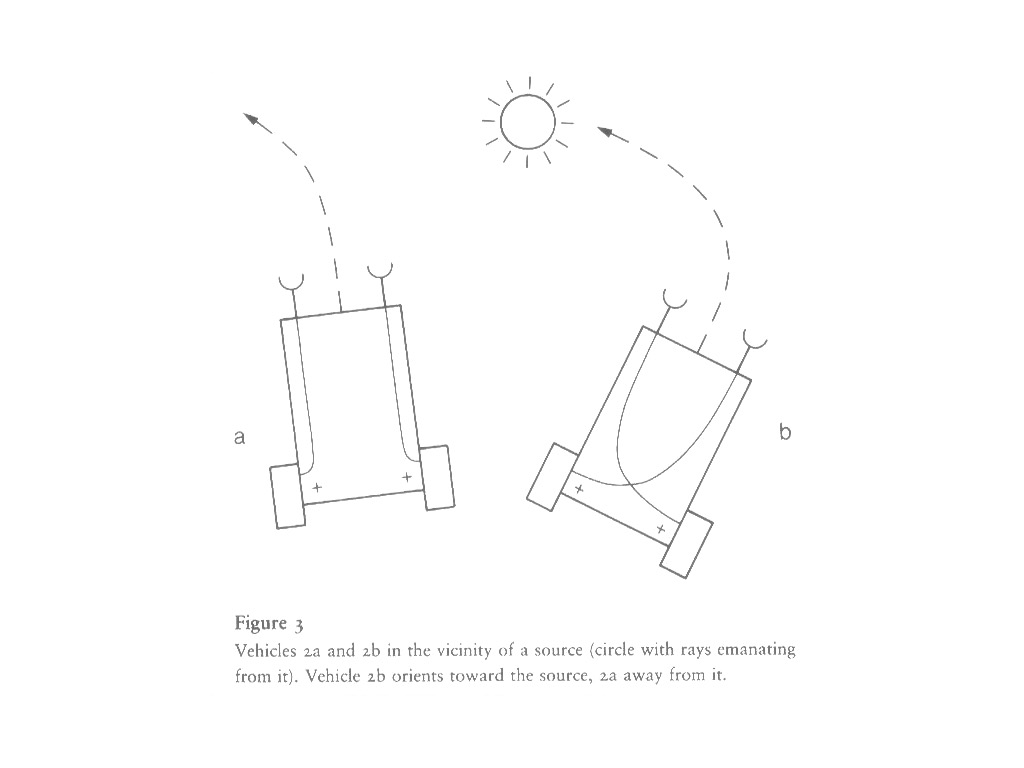 a
b
+
+
+
+
Figure 3
Vehicles 2a and 2b in the vicinity of a source (circle with rays emanating
from it). Vehicle 2b orients toward the source, 2a away from it.